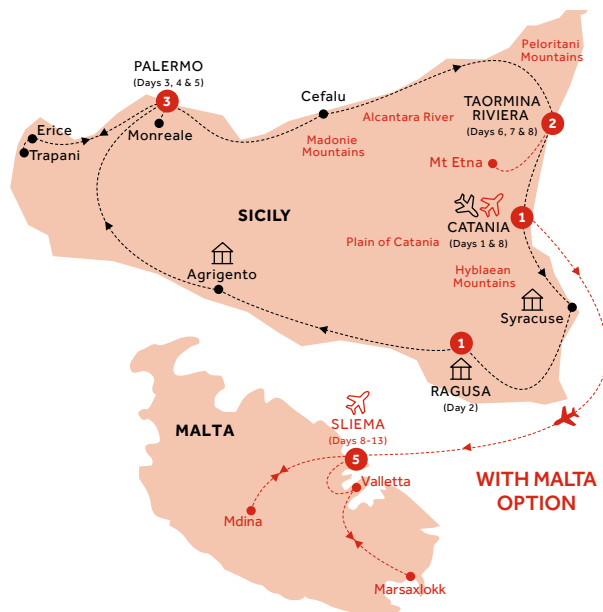 Peloritani
Mountains
PALERMO
(Days 3, 4 & 5)
3
Cefalu
TAORMINA
RIVIERA
(Days 6, 7 & 8)
2
Alcantara River
Erice
Trapani
Monreale
Madonie
Mountains
Mt Etna
SICILY
1
CATANIA
(Days 1 & 8)
Plain of Catania
Agrigento
Hyblaean
Mountains
Syracuse
1
RAGUSA
(Day 2)
MALTA
SLIEMA
(Days 8-13)
5
Valletta
WITH MALTA
OPTION
Mdina
Marsaxlokk